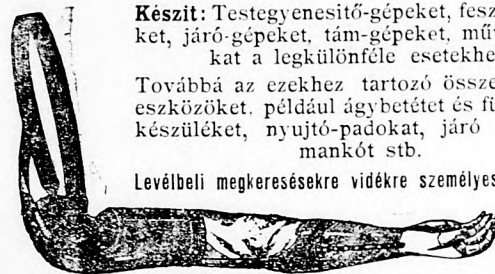 Készit: Testegyenesitő-gépeket, fesz
ket, járó-gépeket, tám-gépeket, műv
kat a legkülönféle esetekhe
Továbbá az ezekhez tartozó össze
eszközöket. például ágybetétet és fü
készüléket, nyujtó-padokat, járó
mankót stb.
Levélbeli megkeresésekre vidékre személyes